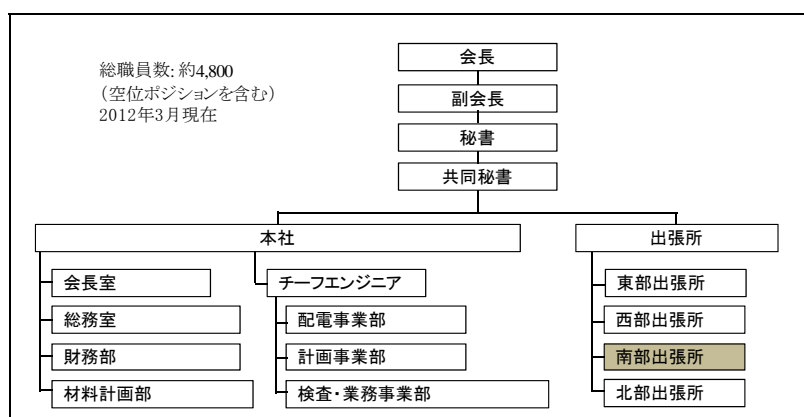 総職員数: 約4,800
（空位ポジションを含む）
2012年3月現在
会長
副会長
秘書
共同秘書
本社
出張所
会長室
総務室
財務部
材料計画部
チーフエンジニア
配電事業部
計画事業部
検査・業務事業部
東部出張所
西部出張所
南部出張所
北部出張所